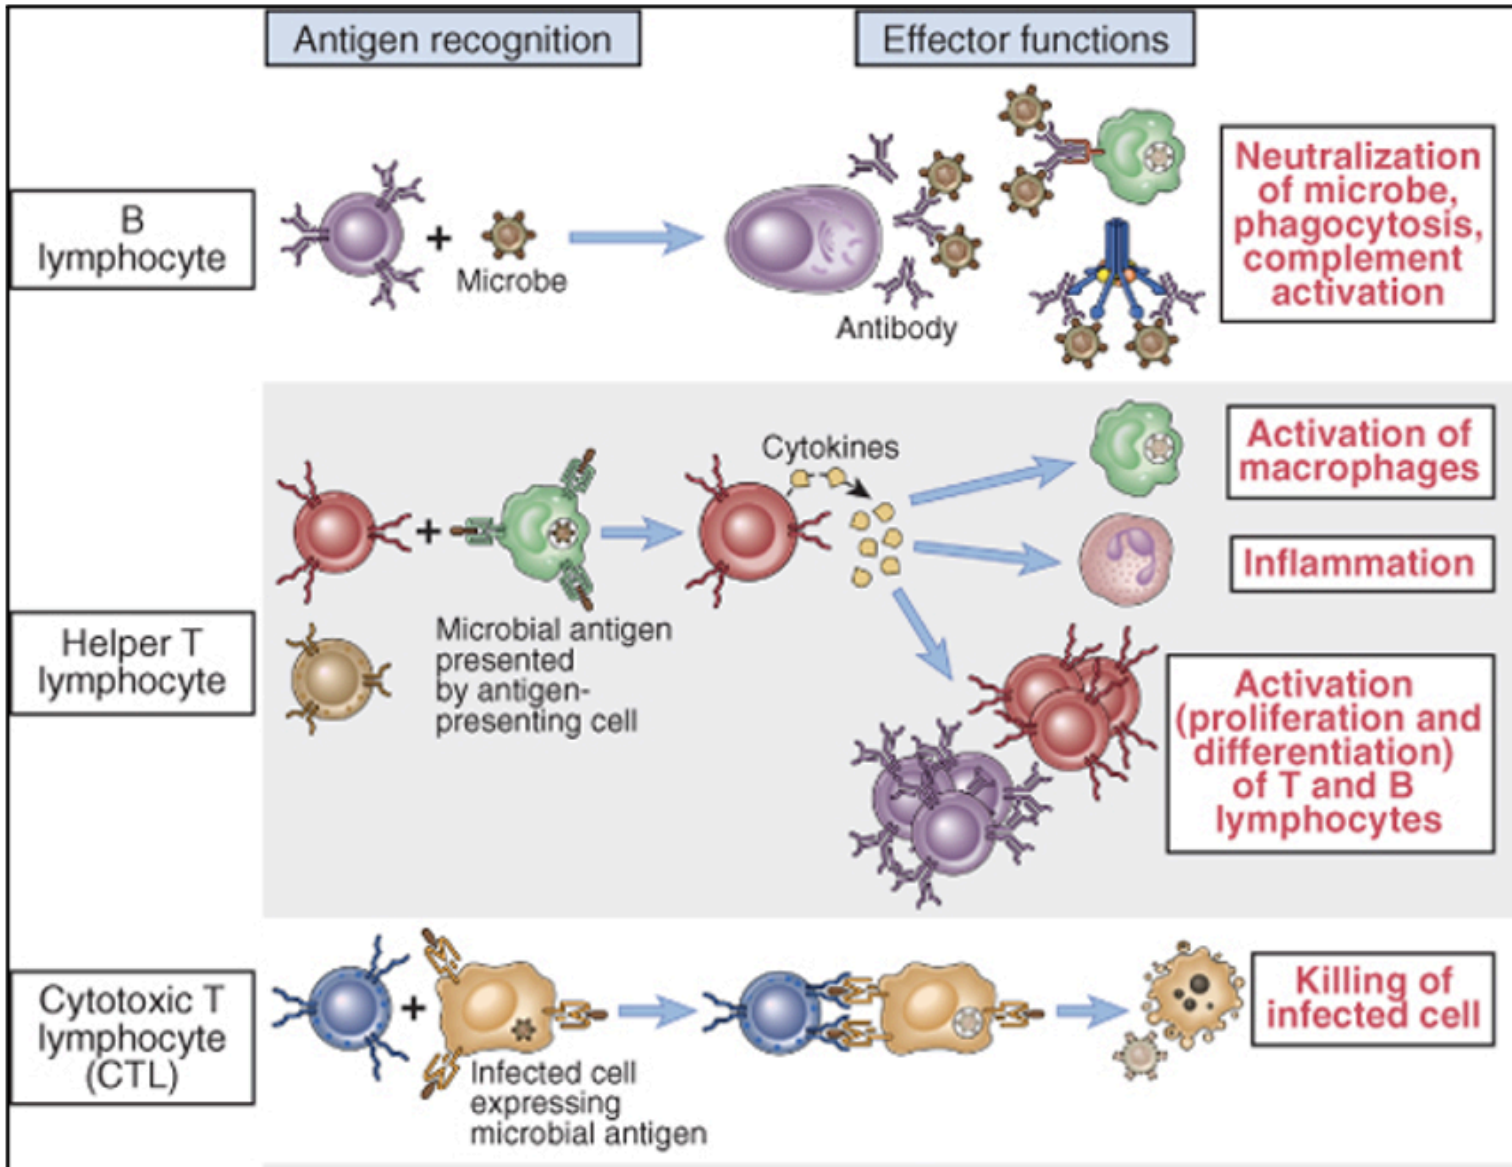 Antigen recognition
Effector functions
B
lymphocyte
Microbe
Antibody
Neutralization
of microbe,
phagocytosis,
complement
activation
Helper T
lymphocyte
Microbial antigen
presented
by antigen-
presenting cell
Cytokines
Activation of
macrophages
Inflammation
Activation
(proliferation and
differentiation)
of T and B
lymphocytes
Cytotoxic T
lymphocyte
(CTL)
Infected cell
expressing
microbial antigen
Killing of
infected cell